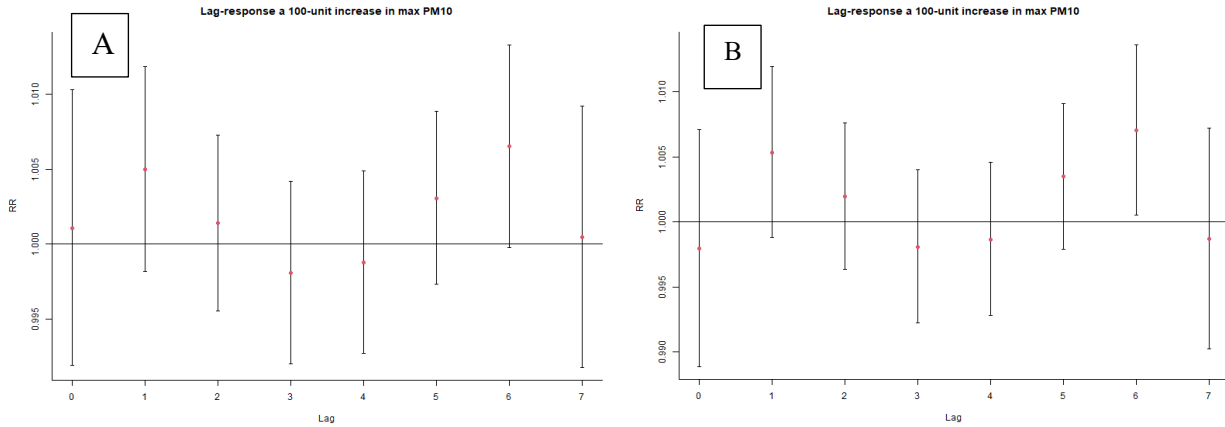 Lag-response a 100-unit increase in max PM10
A
RR
1.010
1.005
1.000
0.995
0 1 2 3 4 5 6 7
Lag
Lag-response a 100-unit increase in max PM10
B
RR
1.010
1.005
1.000
0.995
0.990
0 1 2 3 4 5 6 7
Lag